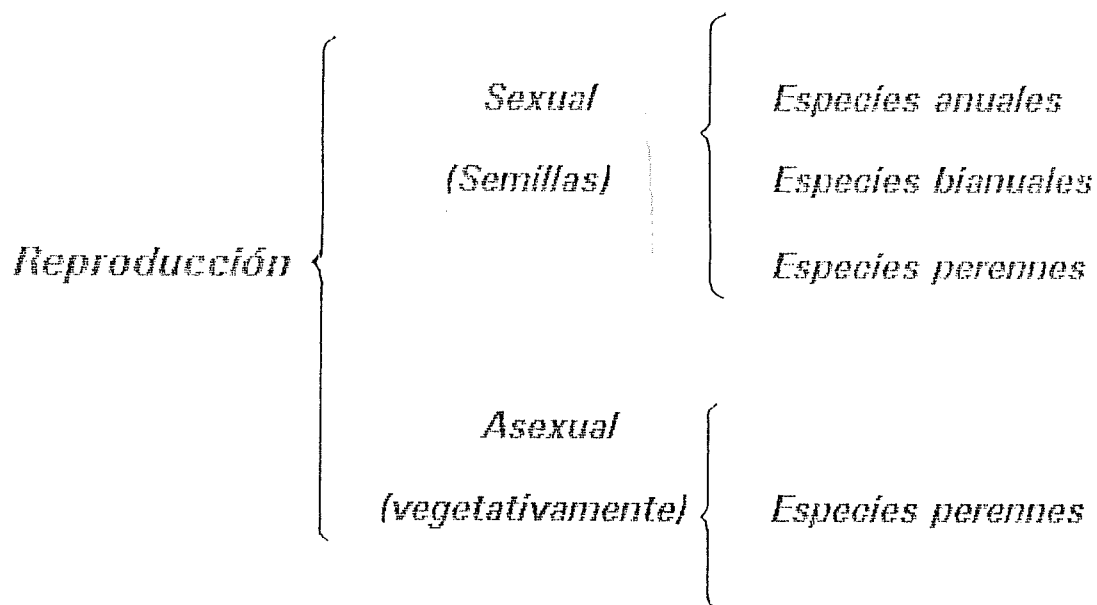 Reproducción
Sexual
(Semillas)
Especies anuales
Especies bianuales
Especies perennes
Asexual
(vegetativamente)
Especies perennes